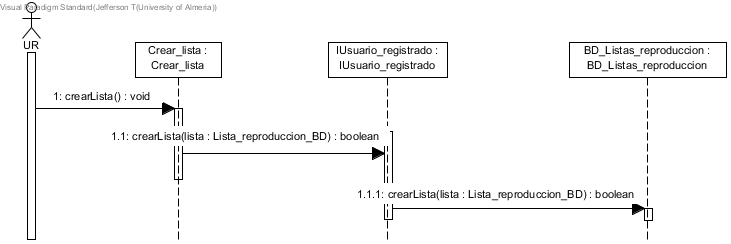 Visual Paradigm Standard(Jefferson T(University of Almeria))
UR
Crear_lista :
Crear_lista
IUsuario_registrado :
IUsuario_registrado
BD_Listas_reproduccion :
BD_Listas_reproduccion
1: crearLista() : void
1.1: crearLista(lista : Lista_reproduccion_BD) : boolean
1.1.1: crearLista(lista : Lista_reproduccion_BD) : boolean